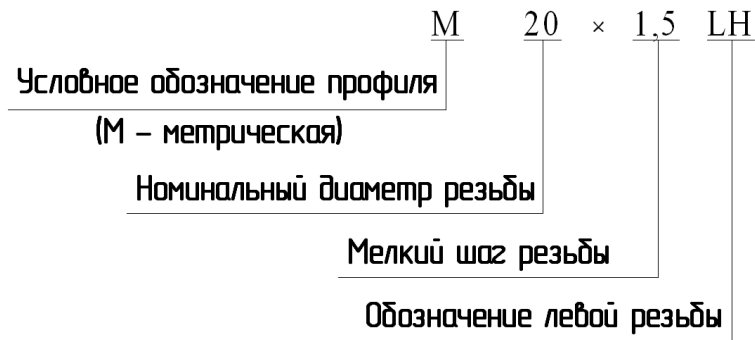 М 20 × 1,5 LH
Условное обозначение профиля
(М – метрическая)
Номинальный диаметр резьбы
Мелкий шаг резьбы
Обозначение левой резьбы